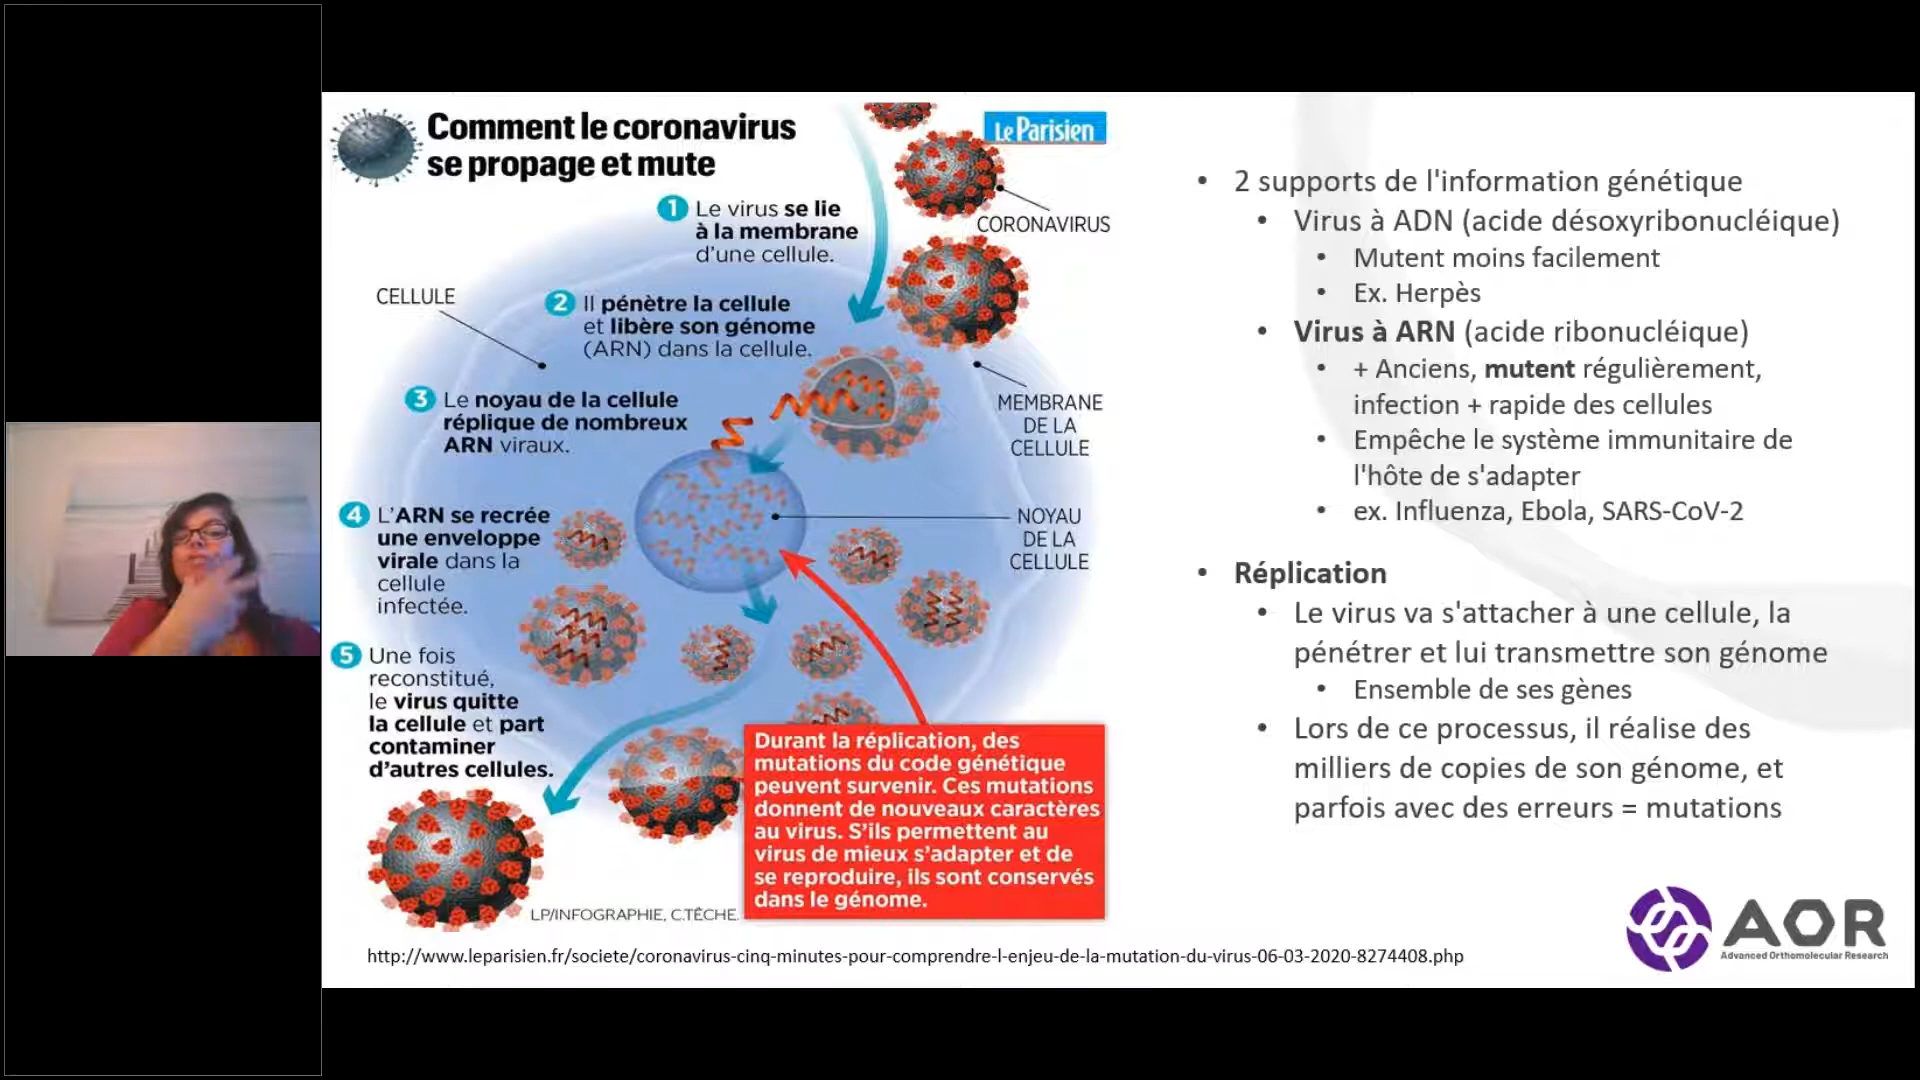 Comment le coronavirus
se propage et mute
Le Parisien
1 Le virus se lie
à la membrane
d'une cellule.
CORONAVIRUS
CELLULE
2 Il pénètre la cellule
et libère son génome
(ARN) dans la cellule.
3 Le noyau de la cellule
réplique de nombreux
ARN viraux.
MEMBRANE
DE LA
CELLULE
4 L'ARN se recrée
une enveloppe
virale dans la
cellule
infectée.
NOYAU
DE LA
CELLULE
5 Une fois
reconstitué,
le virus quitte
la cellule et part
contaminer
d'autres cellules.
Durant la réplication, des
mutations du code génétique
peuvent survenir. Ces mutations
donnent de nouveaux caractères
au virus. S'ils permettent au
virus de mieux s'adapter et de
se reproduire, ils sont conservés
dans le génome.
LP/INFOGRAPHIE, C.TÊCHE.
http://www.leparisien.fr/societe/coronavirus-cinq-minutes-pour-comprendre-l-enjeu-de-la-mutation-du-virus-06-03-2020-8274408.php
• 2 supports de l'information génétique
• Virus à ADN (acide désoxyribonucléique)
• Mutent moins facilement
• Ex. Herpès
• Virus à ARN (acide ribonucléique)
• + Anciens, mutent régulièrement,
infection + rapide des cellules
• Empêche le système immunitaire de
l'hôte de s'adapter
• ex. Influenza, Ebola, SARS-CoV-2
• Réplication
• Le virus va s'attacher à une cellule, la
pénétrer et lui transmettre son génome
• Ensemble de ses gènes
• Lors de ce processus, il réalise des
milliers de copies de son génome, et
parfois avec des erreurs = mutations
AOR
Advanced Orthomolecular Research